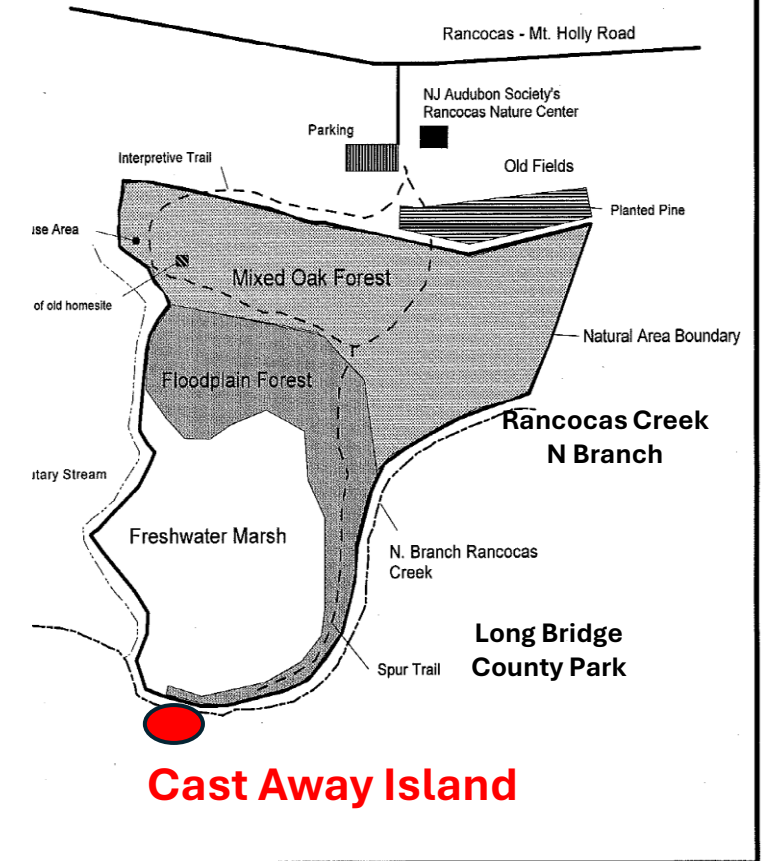 Rancocas - Mt. Holly Road
NJ Audubon Society's
Rancocas Nature Center
Parking
Interpretive Trail
Old Fields
Planted Pine
use Area
Mixed Oak Forest
of old homesite
Natural Area Boundary
Floodplain Forest
Rancocas Creek
N Branch
utary Stream
Freshwater Marsh
N. Branch Rancocas
Creek
Long Bridge
County Park
Spur Trail
Cast Away Island